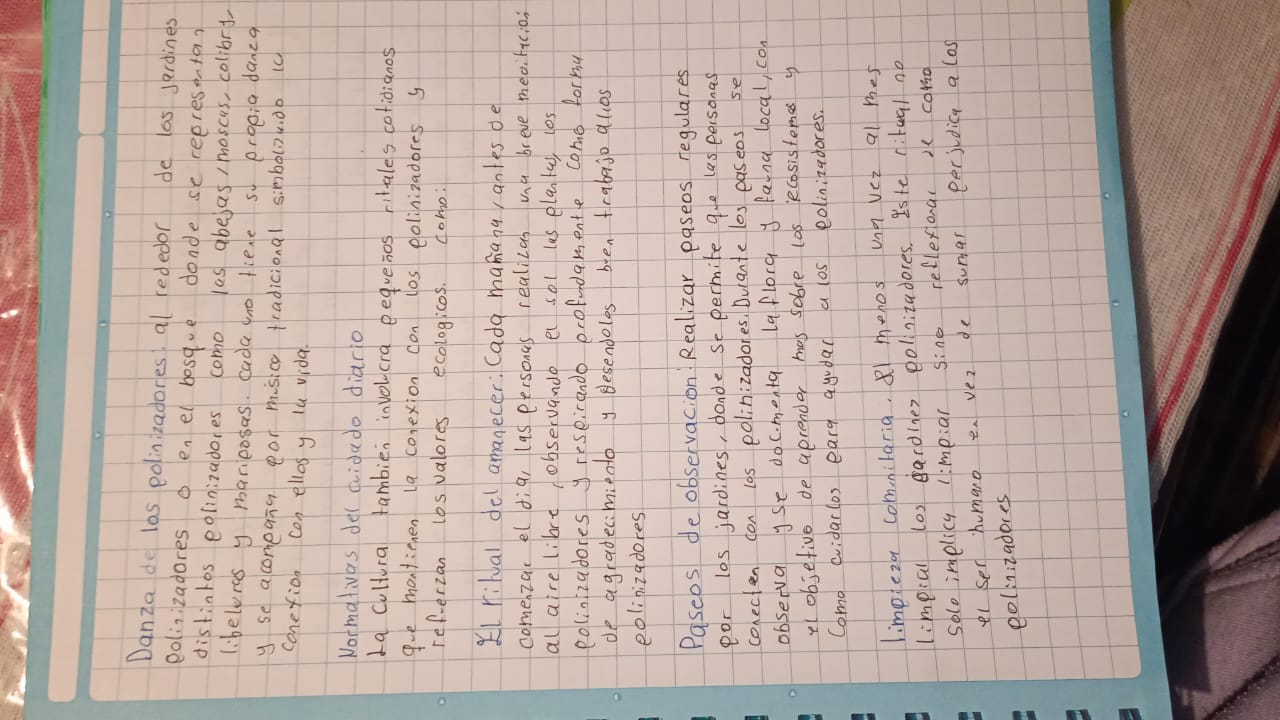 Danza de los polinizadores: al rededor de los jardines
polinizadores o en el bosque donde se representan
distintos polinizadores como las abejas, moscas, colibry,
libelulas y mariposas. Cada uno tiene su propia danza
y se acompaña por música tradicional simbolizando la
conexion con ellos y la vida.
Normativas del cuidado diario
La Cultura tambien involucra pequeños rituales cotidianos
que mantienen la conexion con los polinizadores y
refuerzan los valores ecologicos. como:
El ritual del amanecer: Cada mañana, antes de
comenzar el dia, las personas realizan una breve meditación
al aire libre, observando el sol las plantas, los
polinizadores y respirando profundamente como forma
de agradecimiento y desendoles buen trabajo alos
polinizadores
Paseos de observación: Realizar paseos regulares
por los jardines, donde se permite que las personas
conecten con los polinizadores. Durante los paseos se
observa y se documenta la flora y fauna local, con
el objetivo de aprender mas sobre los ecosistemas y
como cuidarlos para ayudar a los polinizadores.
Limpieza comunitaria. Al menos una vez al mes
limpial los jardines polinizadores. Este ritual no
solo implica limpiar sino reflexionar de como
el ser humano en vez de sumar perjudica a los
polinizadores